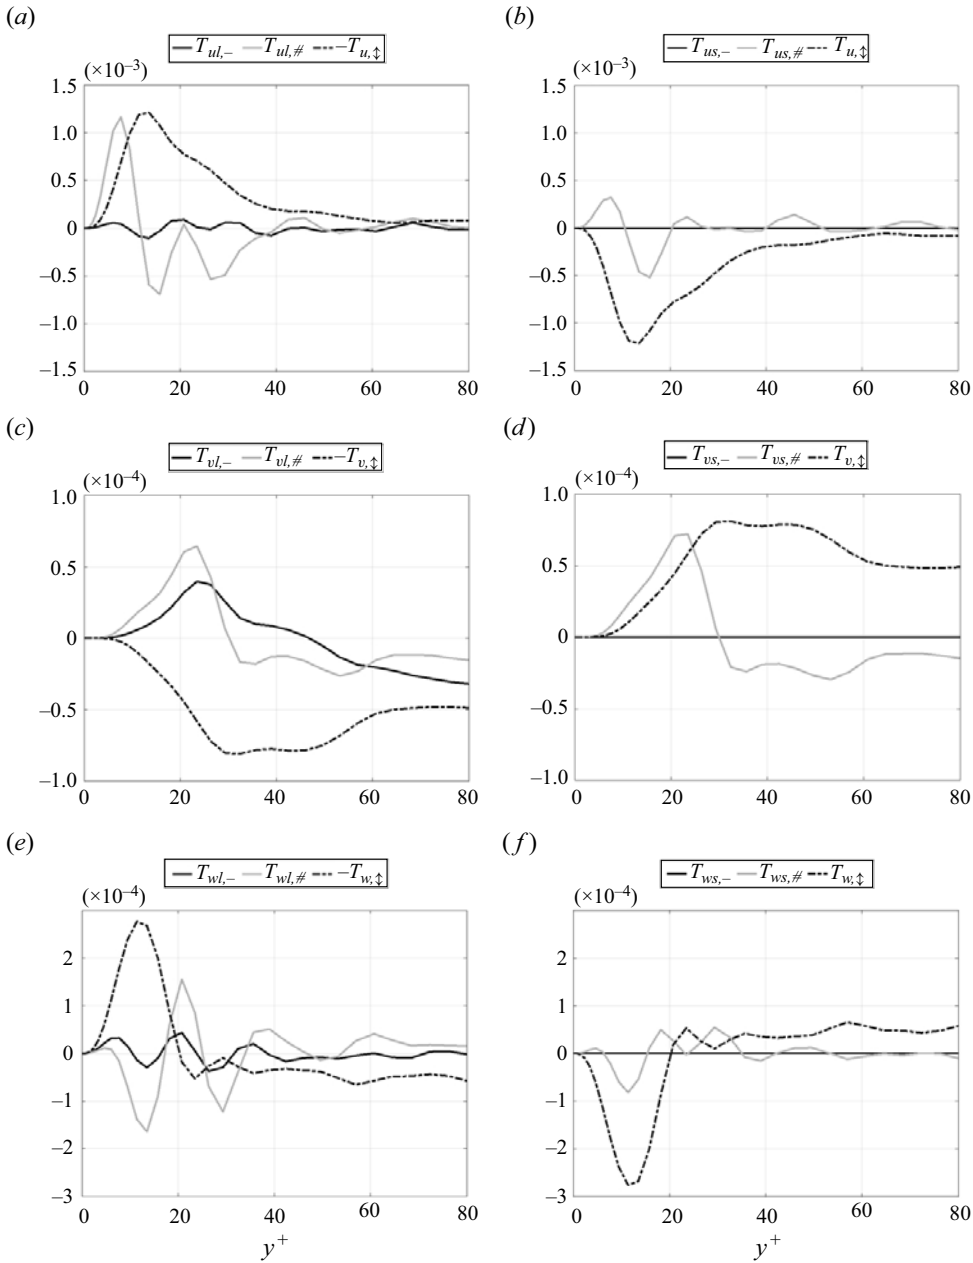 (a)
T_{ul,–} T_{ul,#} –T_{u,↕}
(×10⁻³)
1.5
1.0
0.5
0
–0.5
–1.0
–1.5
0 20 40 60 80
(b)
T_{us,–} T_{us,#} T_{u,↕}
(×10⁻³)
1.5
1.0
0.5
0
–0.5
–1.0
–1.5
0 20 40 60 80
(c)
T_{vl,–} T_{vl,#} –T_{v,↕}
(×10⁻⁴)
1.0
0.5
0
–0.5
–1.0
0 20 40 60 80
(d)
T_{vs,–} T_{vs,#} T_{v,↕}
(×10⁻⁴)
1.0
0.5
0
–0.5
–1.0
0 20 40 60 80
(e)
T_{wl,–} T_{wl,#} –T_{w,↕}
(×10⁻⁴)
2
1
0
–1
–2
–3
0 20 40 60 80
y⁺
(f)
T_{ws,–} T_{ws,#} T_{w,↕}
(×10⁻⁴)
2
1
0
–1
–2
–3
0 20 40 60 80
y⁺